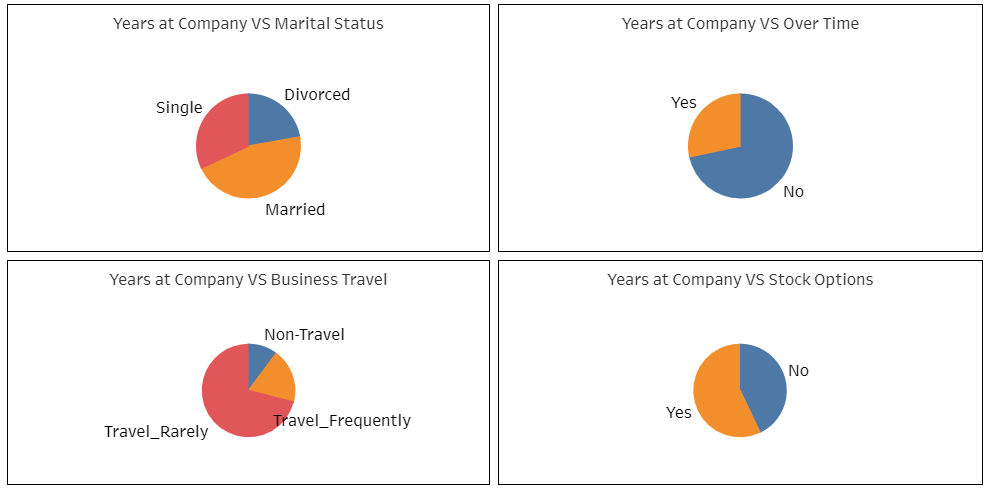 Years at Company VS Marital Status
Divorced
Single
Married
Years at Company VS Over Time
Yes
No
Years at Company VS Business Travel
Non-Travel
Travel_Frequently
Travel_Rarely
Years at Company VS Stock Options
No
Yes